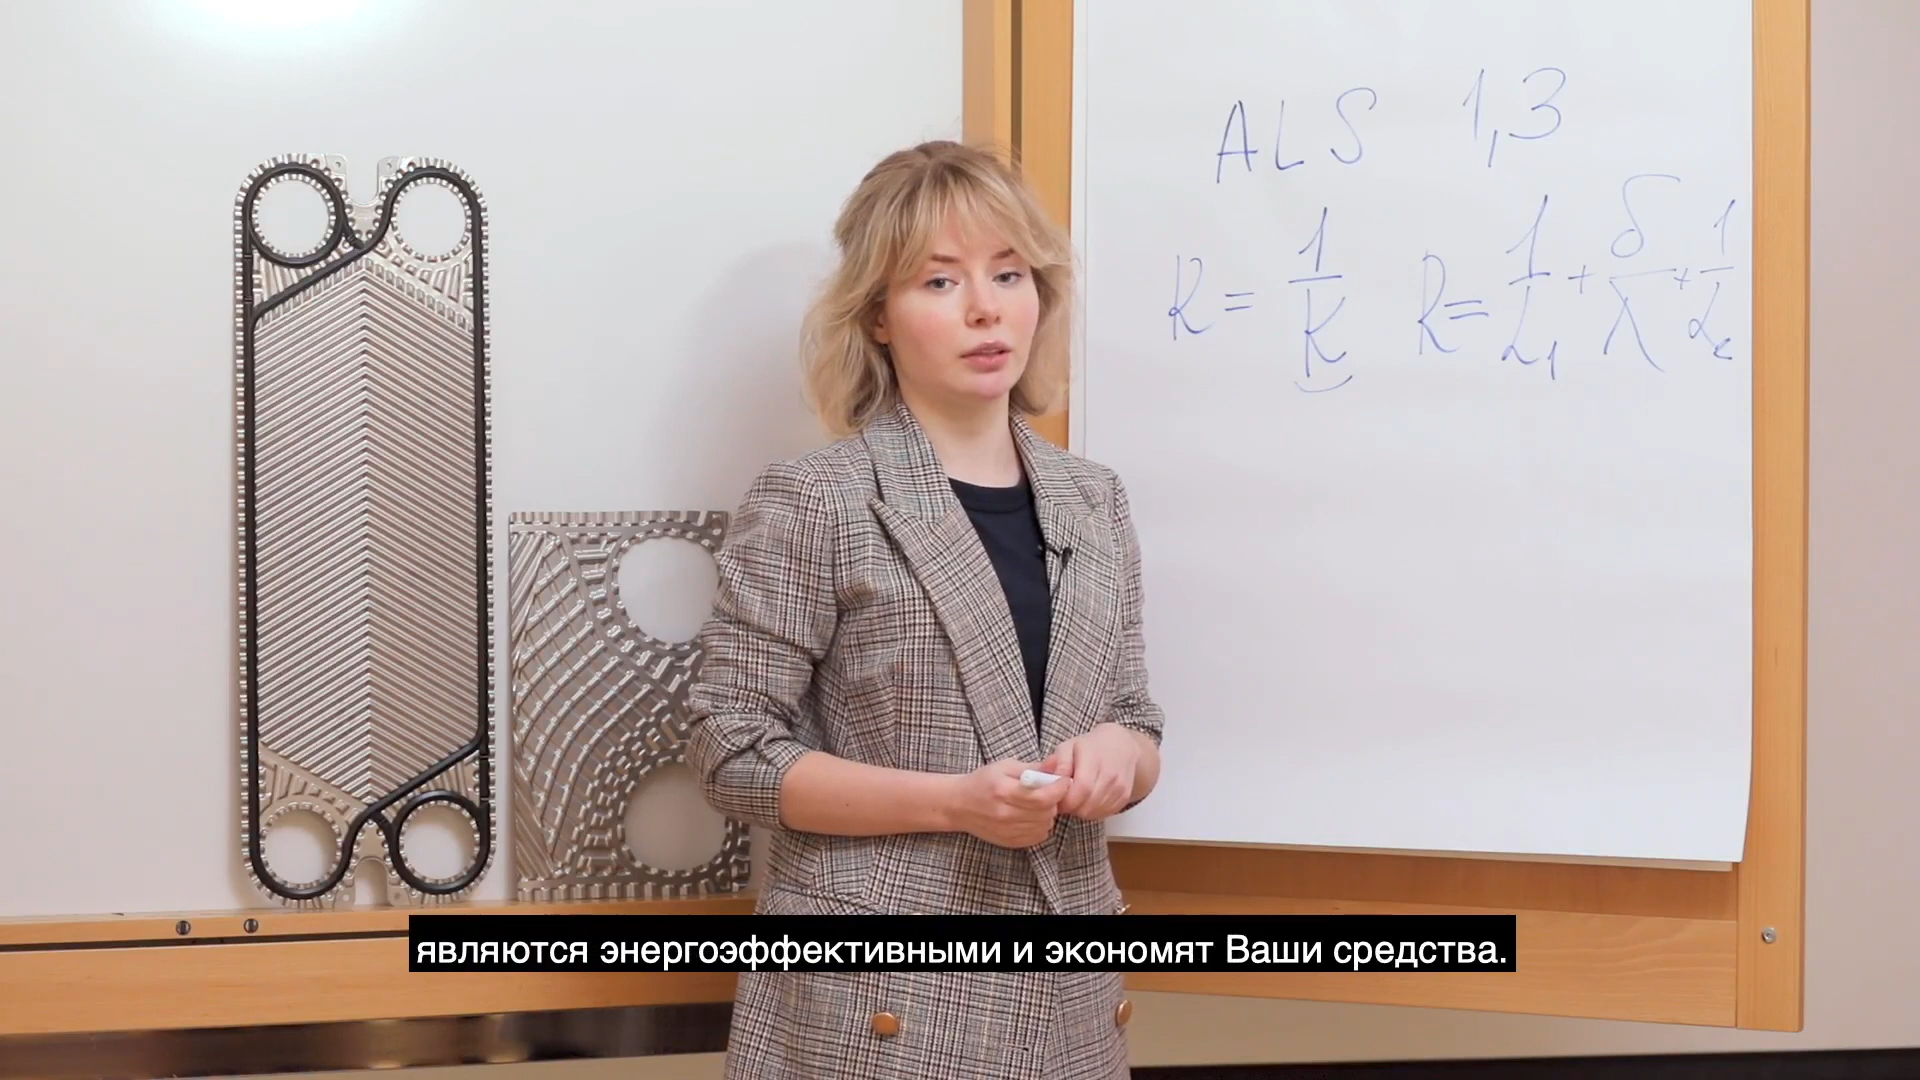 ALS 1,3
R = 1/K R = 1/α₁ + δ/λ + 1/α₂
являются энергоэффективными и экономят Ваши средства.